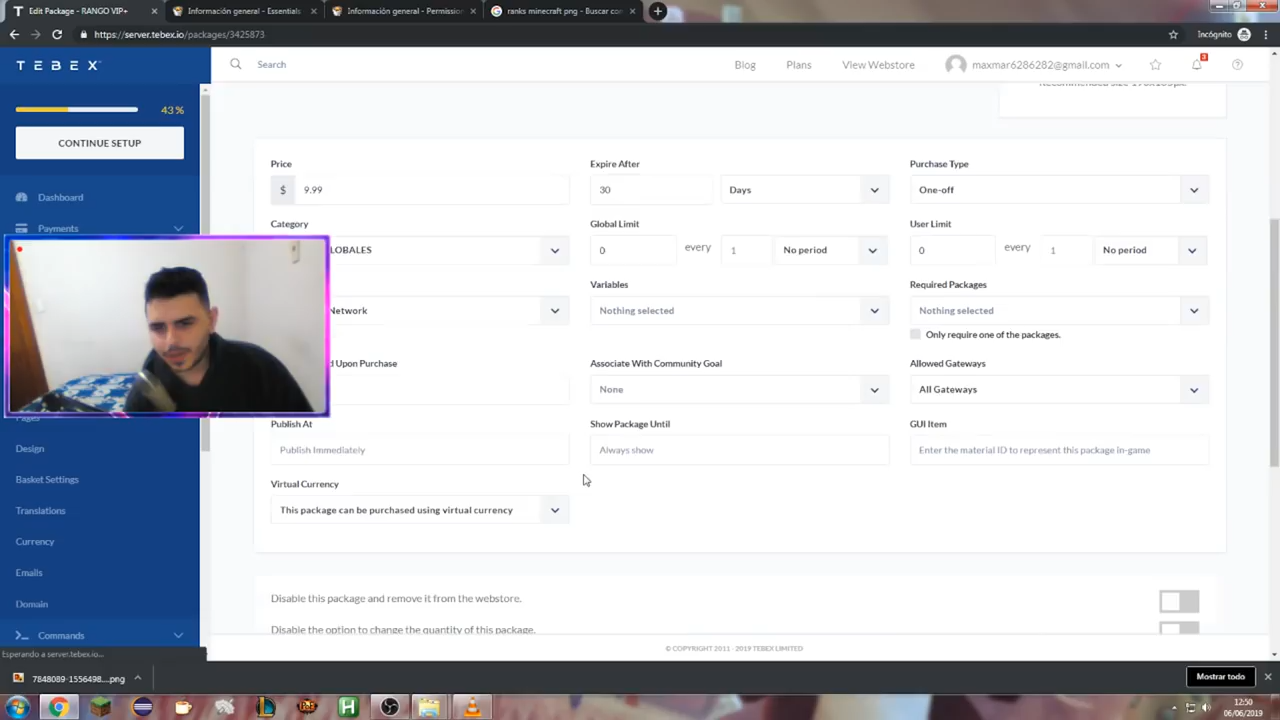 Edit Package - RANGO VIP+
Información general - Essentials
Información general - Permission
ranks minecraft png - Buscar con
https://server.tebex.io/packages/3425873
Incógnito
TEBEX
Search
Blog
Plans
View Webstore
maxmar6286282@gmail.com
3
43 %
CONTINUE SETUP
Dashboard
Payments
Pages
Design
Basket Settings
Translations
Currency
Emails
Domain
Commands
Price
Expire After
Purchase Type
$ 9.99
30
Days
One-off
Category
Global Limit
User Limit
LOBALES
0
every
1
No period
0
every
1
No period
Variables
Required Packages
Network
Nothing selected
Nothing selected
Only require one of the packages.
d Upon Purchase
Associate With Community Goal
Allowed Gateways
None
All Gateways
Publish At
Show Package Until
GUI Item
Publish Immediately
Always show
Enter the material ID to represent this package in-game
Virtual Currency
This package can be purchased using virtual currency
Disable this package and remove it from the webstore.
Disable the option to change the quantity of this package.
© COPYRIGHT 2011 - 2019 TEBEX LIMITED
Esperando a server.tebex.io...
7848089-1556498....png
Mostrar todo
12:50
06/06/2019